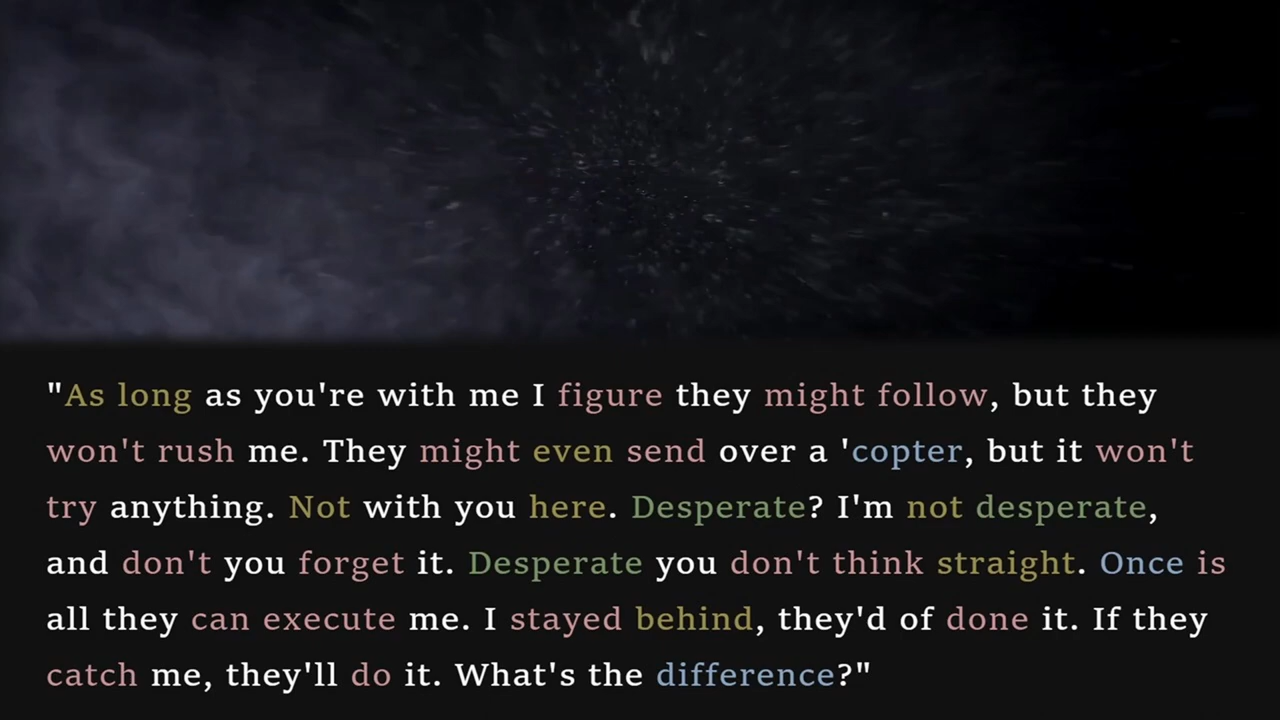 "As long as you're with me I figure they might follow, but they
won't rush me. They might even send over a 'copter, but it won't
try anything. Not with you here. Desperate? I'm not desperate,
and don't you forget it. Desperate you don't think straight. Once is
all they can execute me. I stayed behind, they'd of done it. If they
catch me, they'll do it. What's the difference?"